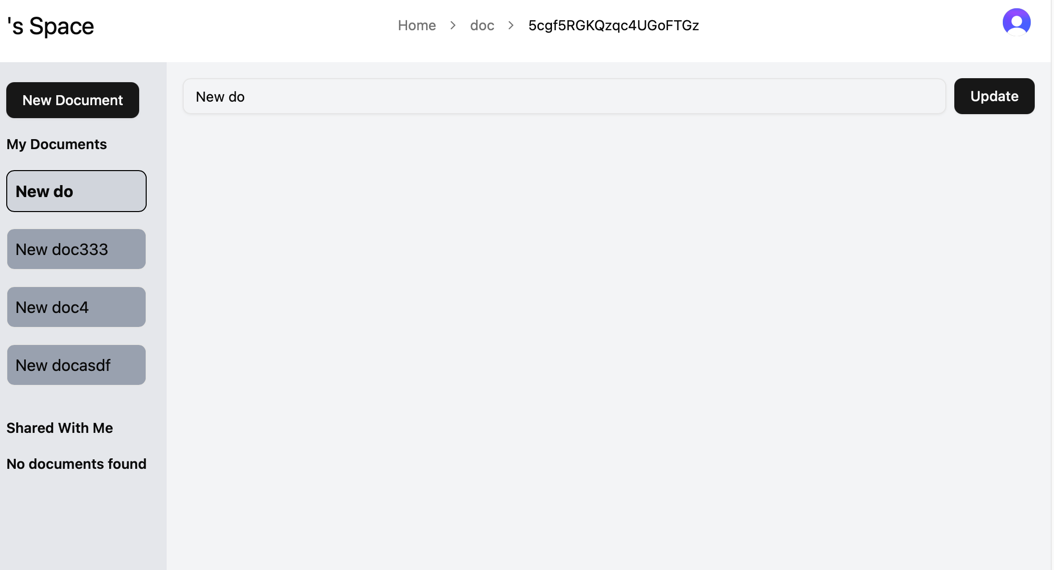 's Space
Home > doc > 5cgf5RGKQzqc4UGoFTGz
New Document
My Documents
New do
New doc333
New doc4
New docasdf
Shared With Me
No documents found
New do
Update